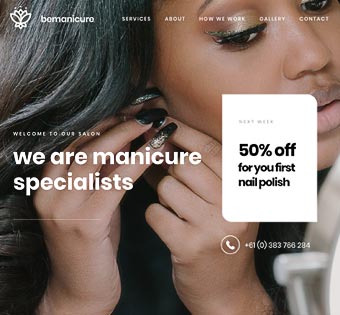 bemanicure
SERVICES ABOUT HOW WE WORK GALLERY CONTACT
WELCOME TO OUR SALON
we are manicure
specialists
NEXT WEEK
50% off
for you first
nail polish
+61 (0) 383 766 284